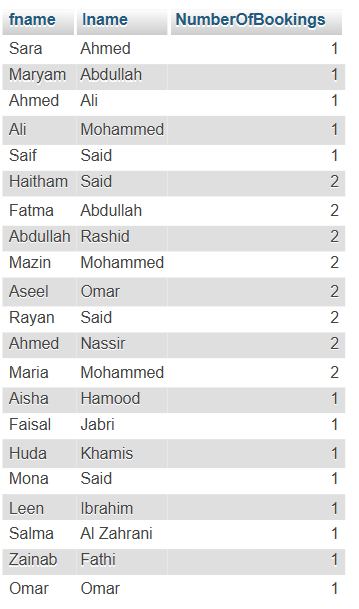 fname lname NumberOfBookings
Sara Ahmed 1
Maryam Abdullah 1
Ahmed Ali 1
Ali Mohammed 1
Saif Said 1
Haitham Said 2
Fatma Abdullah 2
Abdullah Rashid 2
Mazin Mohammed 2
Aseel Omar 2
Rayan Said 2
Ahmed Nassir 2
Maria Mohammed 2
Aisha Hamood 1
Faisal Jabri 1
Huda Khamis 1
Mona Said 1
Leen Ibrahim 1
Salma Al Zahrani 1
Zainab Fathi 1
Omar Omar 1